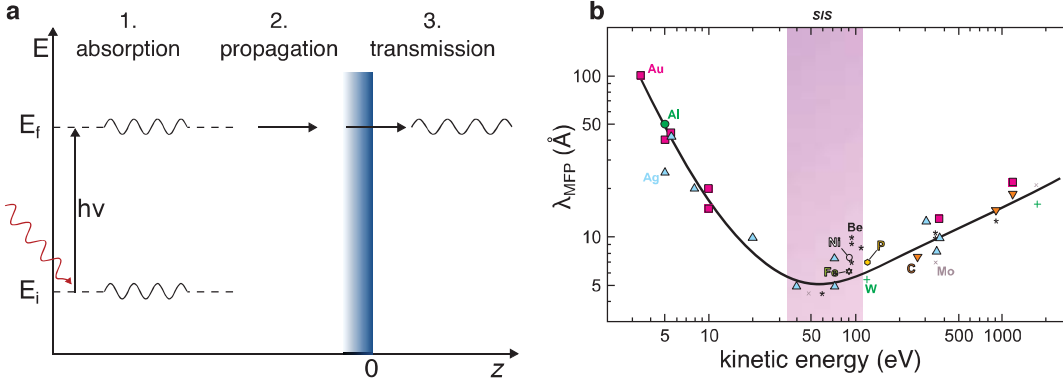 a
1.
2.
3.
absorption
propagation
transmission
E
E_f
hν
E_i
0
z
b
SIS
λ_MFP (Å)
100
50
10
5
Au
Al
Ag
Be
Ni
P
Fe
W
C
Mo
5
10
50
100
500
1000
kinetic energy (eV)